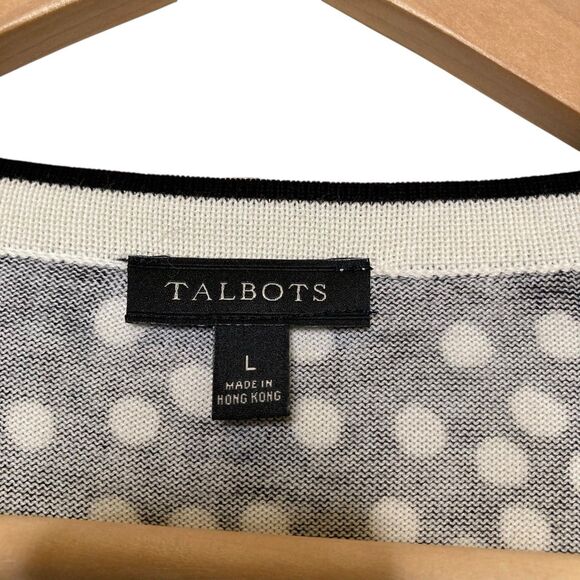 TALBOTS
L
MADE IN
HONG KONG